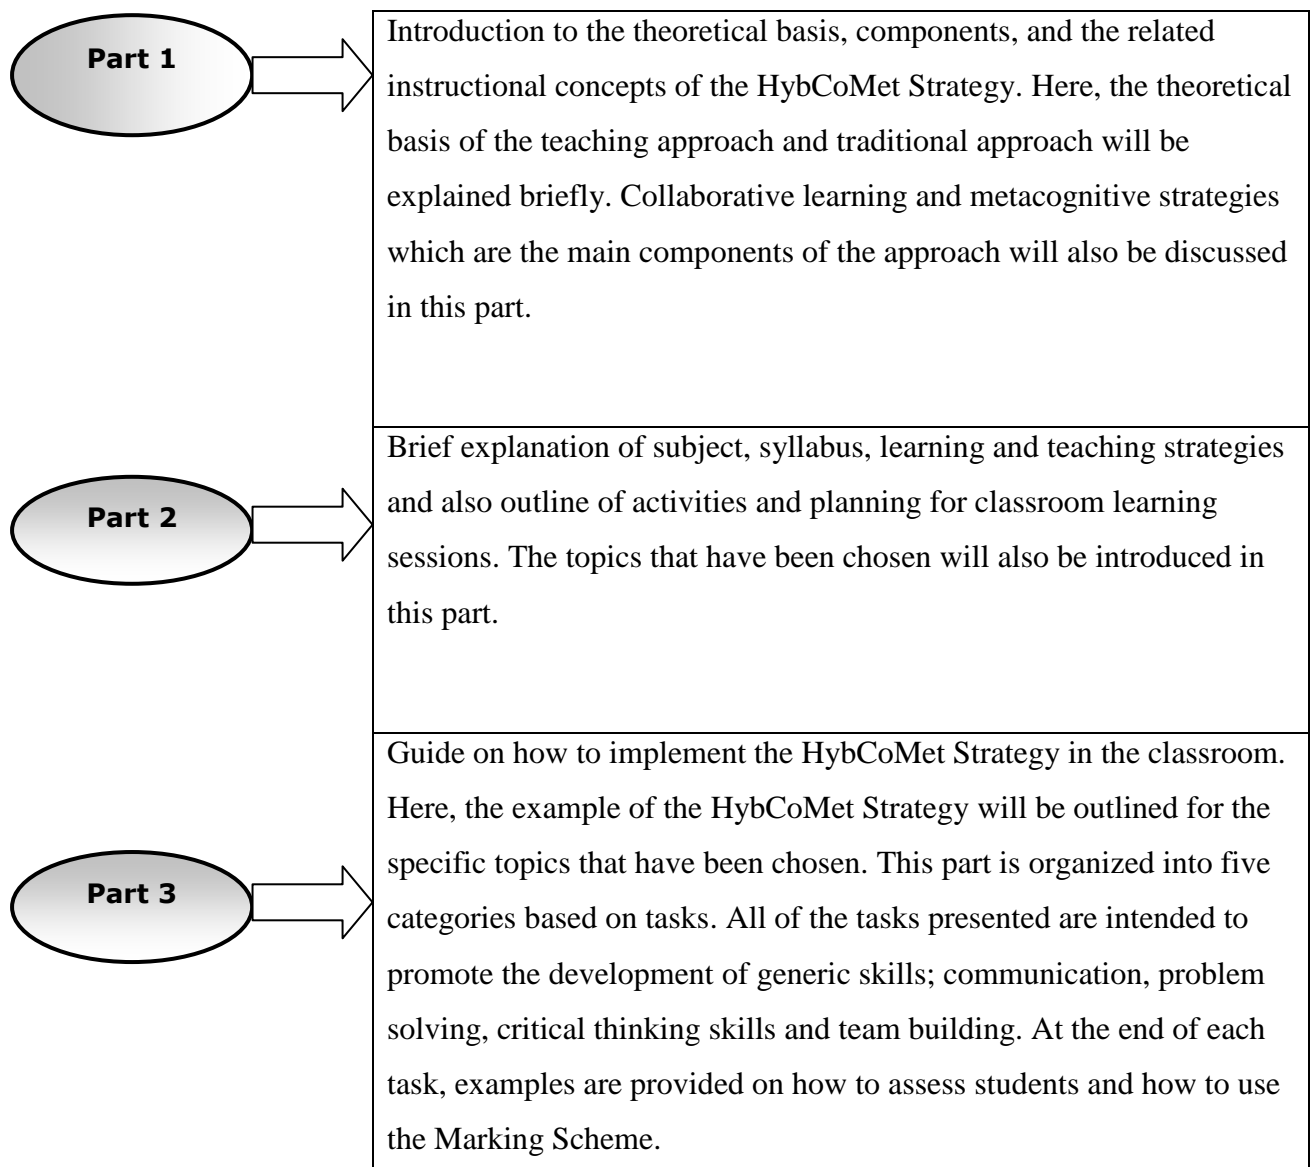 Part 1
Introduction to the theoretical basis, components, and the related
instructional concepts of the HybCoMet Strategy. Here, the theoretical
basis of the teaching approach and traditional approach will be
explained briefly. Collaborative learning and metacognitive strategies
which are the main components of the approach will also be discussed
in this part.
Part 2
Brief explanation of subject, syllabus, learning and teaching strategies
and also outline of activities and planning for classroom learning
sessions. The topics that have been chosen will also be introduced in
this part.
Part 3
Guide on how to implement the HybCoMet Strategy in the classroom.
Here, the example of the HybCoMet Strategy will be outlined for the
specific topics that have been chosen. This part is organized into five
categories based on tasks. All of the tasks presented are intended to
promote the development of generic skills; communication, problem
solving, critical thinking skills and team building. At the end of each
task, examples are provided on how to assess students and how to use
the Marking Scheme.